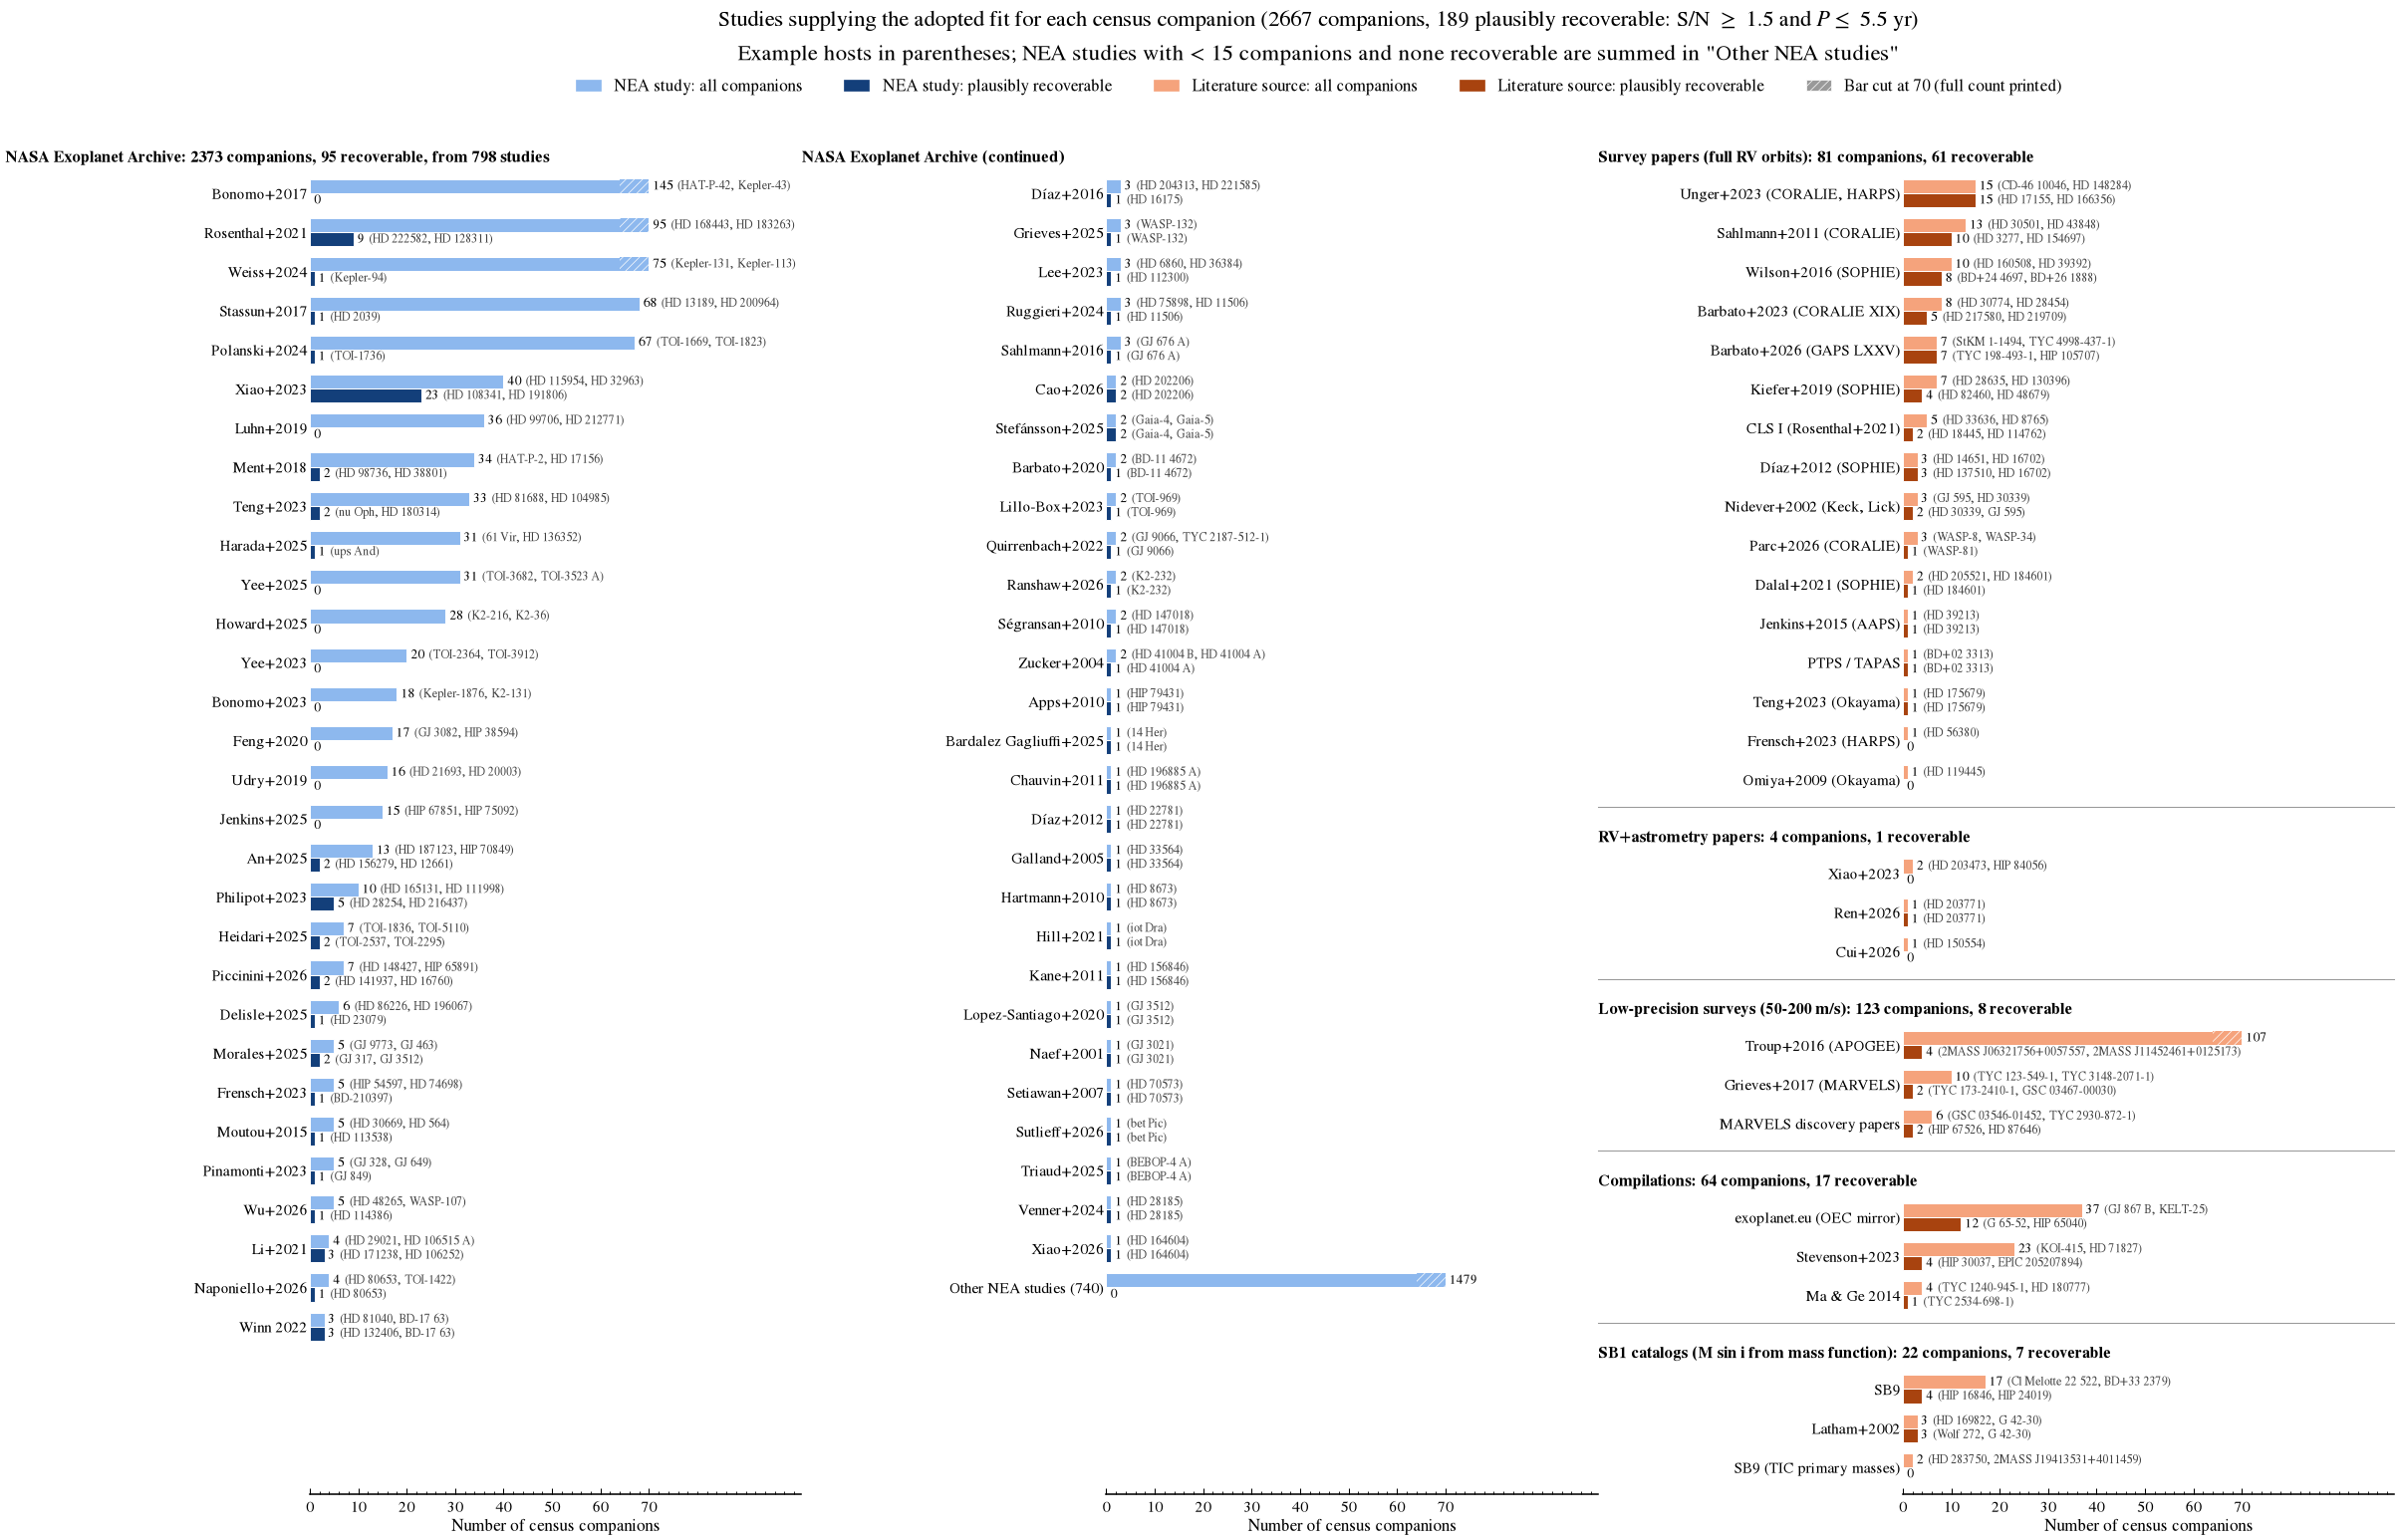 Studies supplying the adopted fit for each census companion (2667 companions, 189 plausibly recoverable: S/N ≥ 1.5 and P ≤ 5.5 yr)
Example hosts in parentheses; NEA studies with < 15 companions and none recoverable are summed in "Other NEA studies"
NEA study: all companions
NEA study: plausibly recoverable
Literature source: all companions
Literature source: plausibly recoverable
Bar cut at 70 (full count printed)
NASA Exoplanet Archive: 2373 companions, 95 recoverable, from 798 studies
Bonomo+2017
145 (HAT-P-42, Kepler-43)
0
Rosenthal+2021
95 (HD 168443, HD 183263)
9 (HD 222582, HD 128311)
Weiss+2024
75 (Kepler-131, Kepler-113)
1 (Kepler-94)
Stassun+2017
68 (HD 13189, HD 200964)
1 (HD 2039)
Polanski+2024
67 (TOI-1669, TOI-1823)
1 (TOI-1736)
Xiao+2023
40 (HD 115954, HD 32963)
23 (HD 108341, HD 191806)
Luhn+2019
36 (HD 99706, HD 212771)
0
Ment+2018
34 (HAT-P-2, HD 17156)
2 (HD 98736, HD 38801)
Teng+2023
33 (HD 81688, HD 104985)
2 (nu Oph, HD 180314)
Harada+2025
31 (61 Vir, HD 136352)
1 (ups And)
Yee+2025
31 (TOI-3682, TOI-3523 A)
0
Howard+2025
28 (K2-216, K2-36)
0
Yee+2023
20 (TOI-2364, TOI-3912)
0
Bonomo+2023
18 (Kepler-1876, K2-131)
0
Feng+2020
17 (GJ 3082, HIP 38594)
0
Udry+2019
16 (HD 21693, HD 20003)
0
Jenkins+2025
15 (HIP 67851, HIP 75092)
0
An+2025
13 (HD 187123, HIP 70849)
2 (HD 156279, HD 12661)
Philipot+2023
10 (HD 165131, HD 111998)
5 (HD 28254, HD 216437)
Heidari+2025
7 (TOI-1836, TOI-5110)
2 (TOI-2537, TOI-2295)
Piccinini+2026
7 (HD 148427, HIP 65891)
2 (HD 141937, HD 16760)
Delisle+2025
6 (HD 86226, HD 196067)
1 (HD 23079)
Morales+2025
5 (GJ 9773, GJ 463)
2 (GJ 317, GJ 3512)
Frensch+2023
5 (HIP 54597, HD 74698)
1 (BD-210397)
Moutou+2015
5 (HD 30669, HD 564)
1 (HD 113538)
Pinamonti+2023
5 (GJ 328, GJ 649)
1 (GJ 849)
Wu+2026
5 (HD 48265, WASP-107)
1 (HD 114386)
Li+2021
4 (HD 29021, HD 106515 A)
3 (HD 171238, HD 106252)
Naponiello+2026
4 (HD 80653, TOI-1422)
1 (HD 80653)
Winn 2022
3 (HD 81040, BD-17 63)
3 (HD 132406, BD-17 63)
0 10 20 30 40 50 60 70
Number of census companions
NASA Exoplanet Archive (continued)
Díaz+2016
3 (HD 204313, HD 221585)
1 (HD 16175)
Grieves+2025
3 (WASP-132)
1 (WASP-132)
Lee+2023
3 (HD 6860, HD 36384)
1 (HD 112300)
Ruggieri+2024
3 (HD 75898, HD 11506)
1 (HD 11506)
Sahlmann+2016
3 (GJ 676 A)
1 (GJ 676 A)
Cao+2026
2 (HD 202206)
2 (HD 202206)
Stefánsson+2025
2 (Gaia-4, Gaia-5)
2 (Gaia-4, Gaia-5)
Barbato+2020
2 (BD-11 4672)
1 (BD-11 4672)
Lillo-Box+2023
2 (TOI-969)
1 (TOI-969)
Quirrenbach+2022
2 (GJ 9066, TYC 2187-512-1)
1 (GJ 9066)
Ranshaw+2026
2 (K2-232)
1 (K2-232)
Ségransan+2010
2 (HD 147018)
1 (HD 147018)
Zucker+2004
2 (HD 41004 B, HD 41004 A)
1 (HD 41004 A)
Apps+2010
1 (HIP 79431)
1 (HIP 79431)
Bardalez Gagliuffi+2025
1 (14 Her)
1 (14 Her)
Chauvin+2011
1 (HD 196885 A)
1 (HD 196885 A)
Díaz+2012
1 (HD 22781)
1 (HD 22781)
Galland+2005
1 (HD 33564)
1 (HD 33564)
Hartmann+2010
1 (HD 8673)
1 (HD 8673)
Hill+2021
1 (iot Dra)
1 (iot Dra)
Kane+2011
1 (HD 156846)
1 (HD 156846)
Lopez-Santiago+2020
1 (GJ 3512)
1 (GJ 3512)
Naef+2001
1 (GJ 3021)
1 (GJ 3021)
Setiawan+2007
1 (HD 70573)
1 (HD 70573)
Sutlieff+2026
1 (bet Pic)
1 (bet Pic)
Triaud+2025
1 (BEBOP-4 A)
1 (BEBOP-4 A)
Venner+2024
1 (HD 28185)
1 (HD 28185)
Xiao+2026
1 (HD 164604)
1 (HD 164604)
Other NEA studies (740)
1479
0
0 10 20 30 40 50 60 70
Number of census companions
Survey papers (full RV orbits): 81 companions, 61 recoverable
Unger+2023 (CORALIE, HARPS)
15 (CD-46 10046, HD 148284)
15 (HD 17155, HD 166356)
Sahlmann+2011 (CORALIE)
13 (HD 30501, HD 43848)
10 (HD 3277, HD 154697)
Wilson+2016 (SOPHIE)
10 (HD 160508, HD 39392)
8 (BD+24 4697, BD+26 1888)
Barbato+2023 (CORALIE XIX)
8 (HD 30774, HD 28454)
5 (HD 217580, HD 219709)
Barbato+2026 (GAPS LXXV)
7 (StKM 1-1494, TYC 4998-437-1)
7 (TYC 198-493-1, HIP 105707)
Kiefer+2019 (SOPHIE)
7 (HD 28635, HD 130396)
4 (HD 82460, HD 48679)
CLS I (Rosenthal+2021)
5 (HD 33636, HD 8765)
2 (HD 18445, HD 114762)
Díaz+2012 (SOPHIE)
3 (HD 14651, HD 16702)
3 (HD 137510, HD 16702)
Nidever+2002 (Keck, Lick)
3 (GJ 595, HD 30339)
2 (HD 30339, GJ 595)
Parc+2026 (CORALIE)
3 (WASP-8, WASP-34)
1 (WASP-81)
Dalal+2021 (SOPHIE)
2 (HD 205521, HD 184601)
1 (HD 184601)
Jenkins+2015 (AAPS)
1 (HD 39213)
1 (HD 39213)
PTPS / TAPAS
1 (BD+02 3313)
1 (BD+02 3313)
Teng+2023 (Okayama)
1 (HD 175679)
1 (HD 175679)
Frensch+2023 (HARPS)
1 (HD 56380)
0
Omiya+2009 (Okayama)
1 (HD 119445)
0
RV+astrometry papers: 4 companions, 1 recoverable
Xiao+2023
2 (HD 203473, HIP 84056)
0
Ren+2026
1 (HD 203771)
1 (HD 203771)
Cui+2026
1 (HD 150554)
0
Low-precision surveys (50-200 m/s): 123 companions, 8 recoverable
Troup+2016 (APOGEE)
107
4 (2MASS J06321756+0057557, 2MASS J11452461+0125173)
Grieves+2017 (MARVELS)
10 (TYC 123-549-1, TYC 3148-2071-1)
2 (TYC 173-2410-1, GSC 03467-00030)
MARVELS discovery papers
6 (GSC 03546-01452, TYC 2930-872-1)
2 (HIP 67526, HD 87646)
Compilations: 64 companions, 17 recoverable
exoplanet.eu (OEC mirror)
37 (GJ 867 B, KELT-25)
12 (G 65-52, HIP 65040)
Stevenson+2023
23 (KOI-415, HD 71827)
4 (HIP 30037, EPIC 205207894)
Ma & Ge 2014
4 (TYC 1240-945-1, HD 180777)
1 (TYC 2534-698-1)
SB1 catalogs (M sin i from mass function): 22 companions, 7 recoverable
SB9
17 (Cl Melotte 22 522, BD+33 2379)
4 (HIP 16846, HIP 24019)
Latham+2002
3 (HD 169822, G 42-30)
3 (Wolf 272, G 42-30)
SB9 (TIC primary masses)
2 (HD 283750, 2MASS J19413531+4011459)
0
0 10 20 30 40 50 60 70
Number of census companions